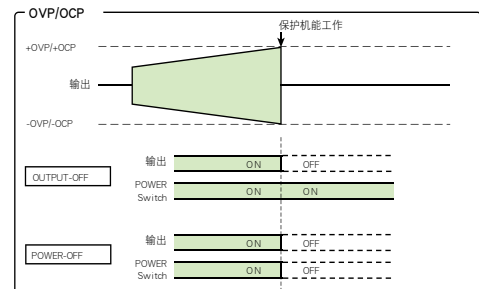 OVP/OCP
保护机能工作
+OVP/+OCP
输出
-OVP/-OCP
输出
ON
OFF
OUTPUT-OFF
POWER
Switch
ON
ON
输出
ON
OFF
POWER-OFF
POWER
Switch
ON
OFF